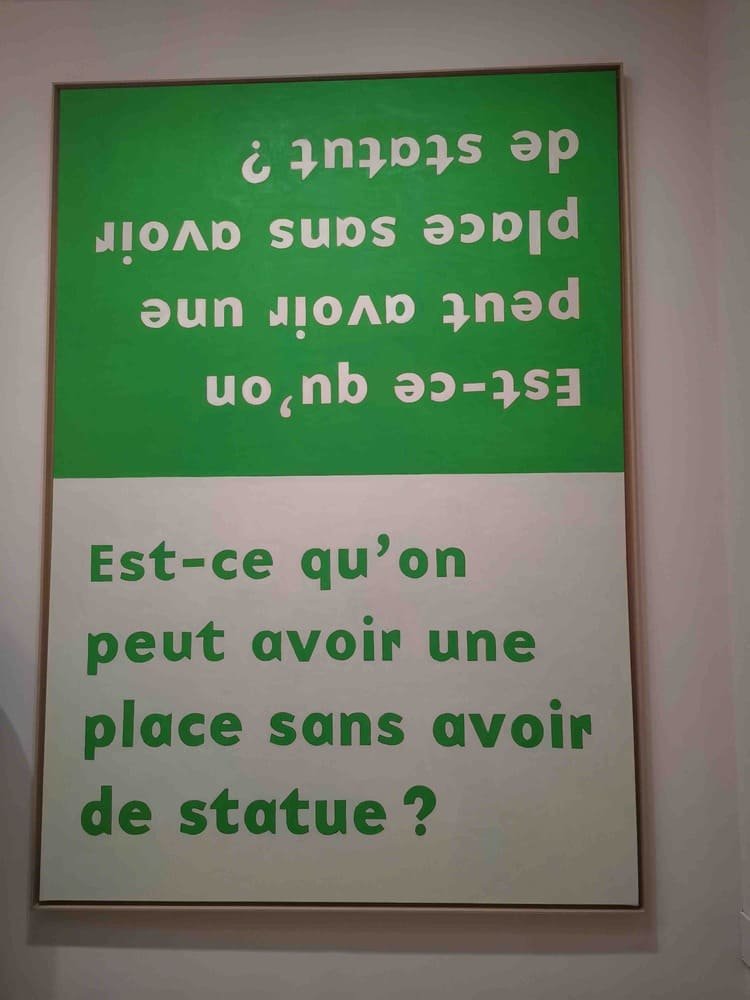 Est-ce qu'on
peut avoir une
place sans avoir
de statut ?
Est-ce qu'on
peut avoir une
place sans avoir
de statue ?